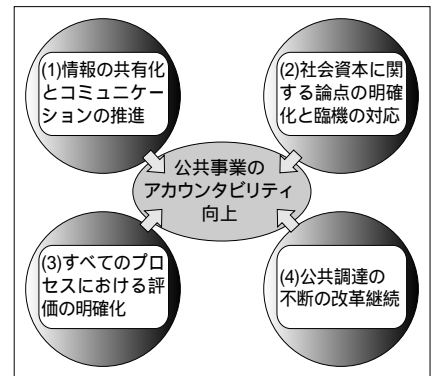 (1)情報の共有化
とコミュニケー
ションの推進
(2)社会資本に関
する論点の明確
化と臨機の対応
公共事業の
アカウンタビリティ
向上
(3)すべてのプロ
セスにおける評
価の明確化
(4)公共調達の
不断の改革継続